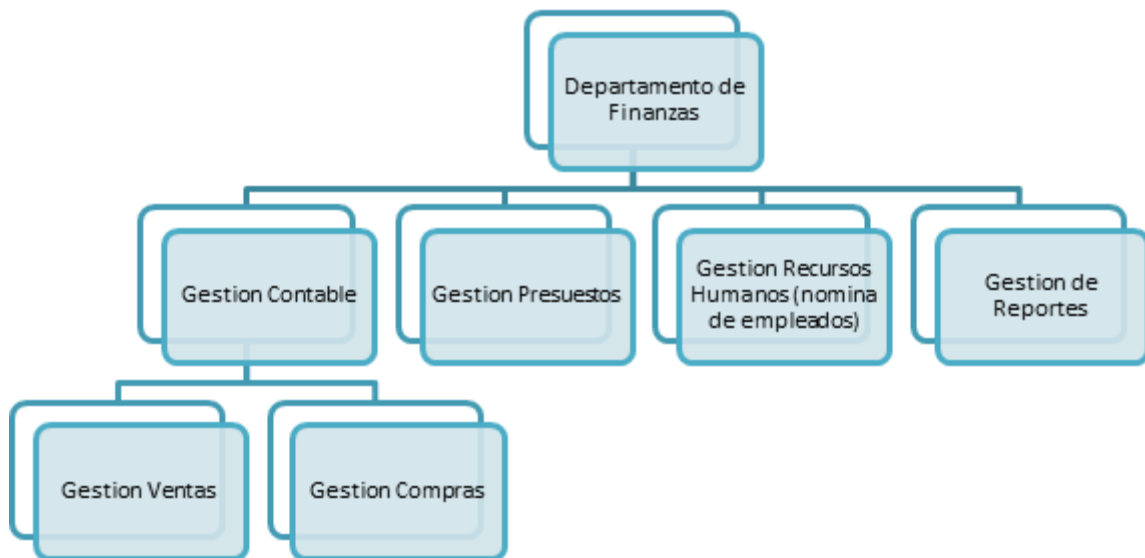 Departamento de
Finanzas
Gestion Contable
Gestion Presuestos
Gestion Recursos
Humanos (nomina
de empleados)
Gestion de
Reportes
Gestion Ventas
Gestion Compras